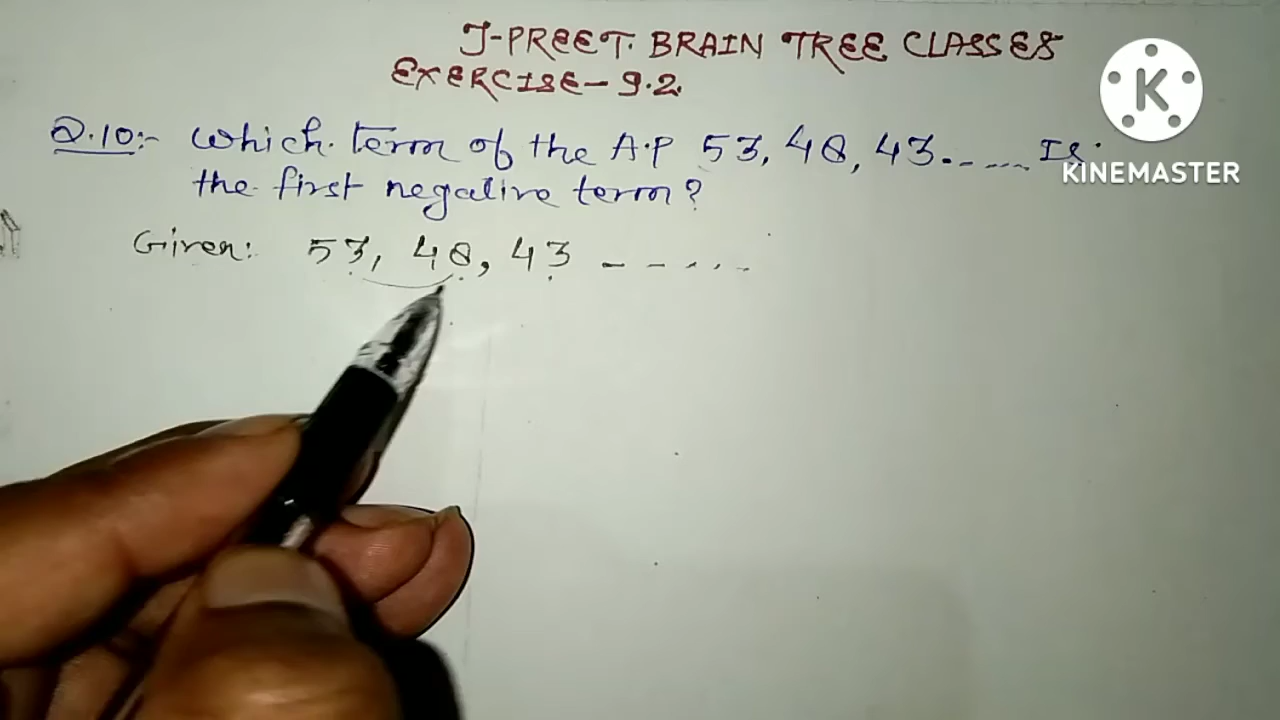 J-PREET. BRAIN TREE CLASSES
EXERCISE-9.2.
Q.10:- Which term of the A.P 53, 48, 43. - - - - - Is.
the first negative term?
Given: 53, 48, 43 - - - - -
K
KINEMASTER